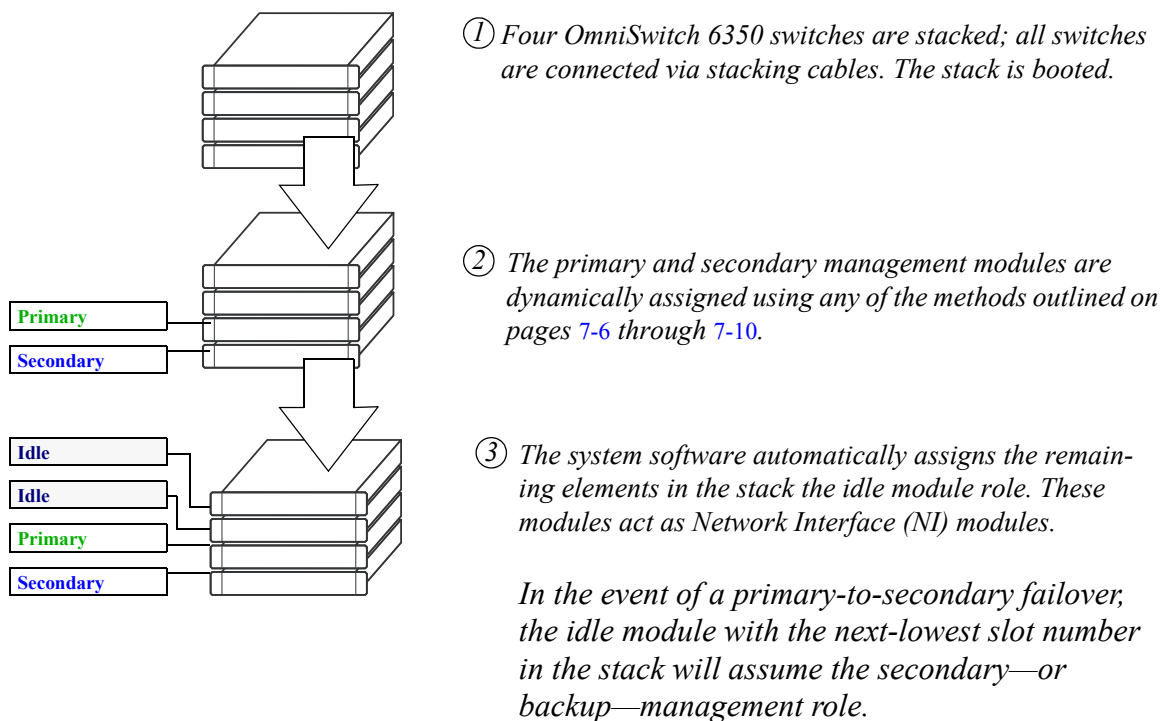 ① Four OmniSwitch 6350 switches are stacked; all switches
are connected via stacking cables. The stack is booted.
② The primary and secondary management modules are
dynamically assigned using any of the methods outlined on
pages 7-6 through 7-10.
Primary
Secondary
Idle
Idle
Primary
Secondary
③ The system software automatically assigns the remain-
ing elements in the stack the idle module role. These
modules act as Network Interface (NI) modules.
In the event of a primary-to-secondary failover,
the idle module with the next-lowest slot number
in the stack will assume the secondary—or
backup—management role.